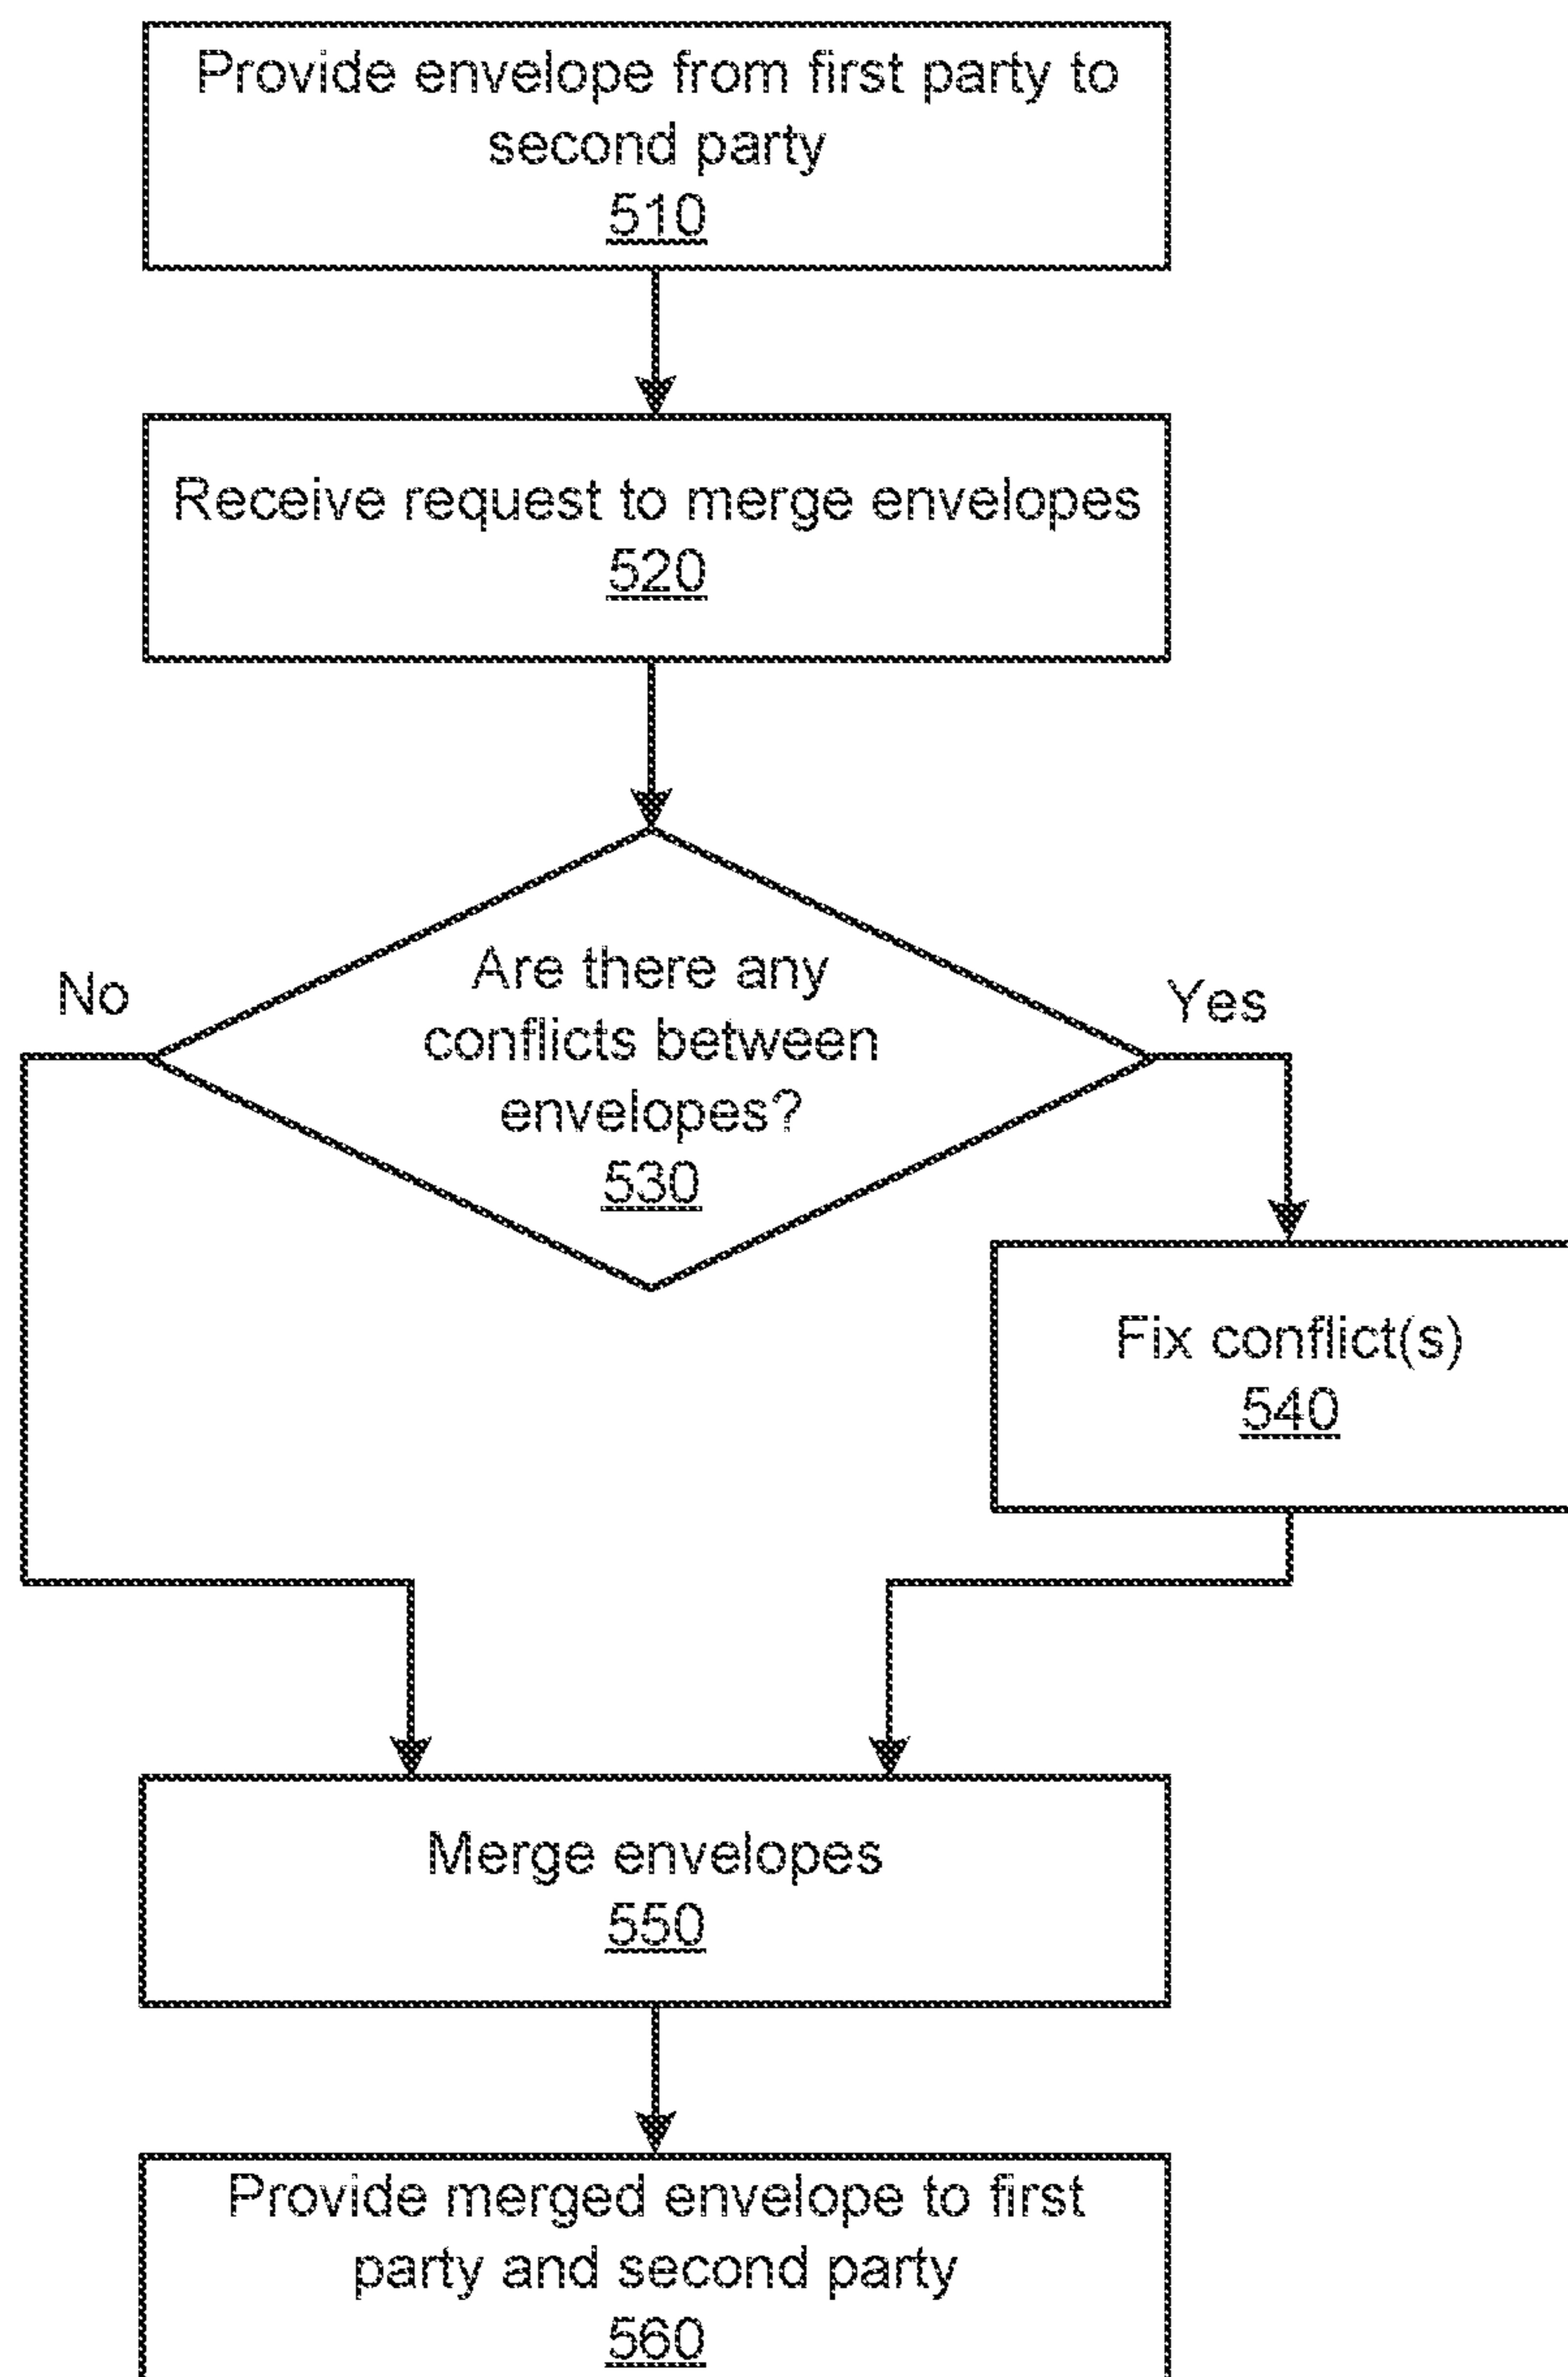 Provide envelope from first party to
second party
510
Receive request to merge envelopes
520
Are there any
conflicts between
envelopes?
530
No
Yes
Fix conflict(s)
540
Merge envelopes
550
Provide merged envelope to first
party and second party
560